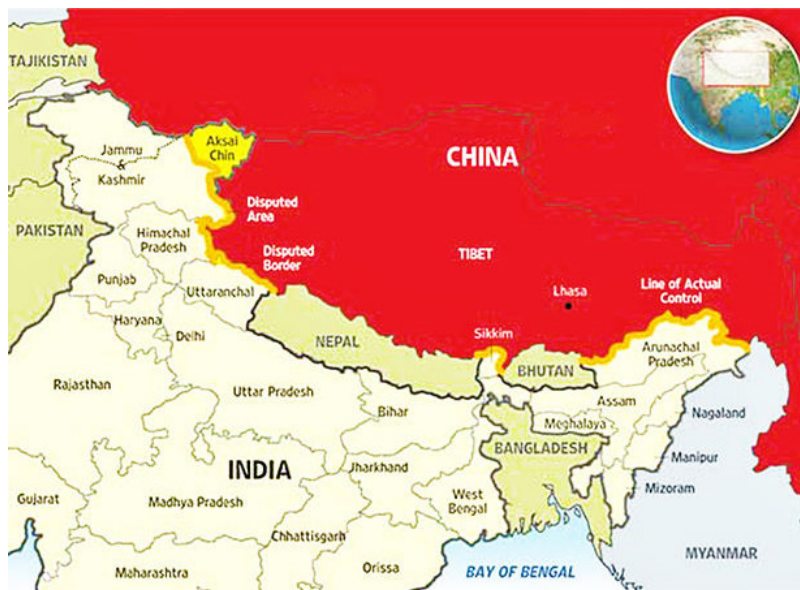 TAJIKISTAN
Jammu
&
Kashmir
Aksai
Chin
CHINA
Disputed
Area
PAKISTAN
Himachal
Pradesh
Disputed
Border
TIBET
Punjab
Uttaranchal
Lhasa
Line of Actual
Control
Haryana
Delhi
NEPAL
Sikkim
BHUTAN
Arunachal
Pradesh
Rajasthan
Uttar Pradesh
Bihar
Assam
Nagaland
Meghalaya
BANGLADESH
Manipur
INDIA
Jharkhand
Mizoram
Gujarat
Madhya Pradesh
West
Bengal
Chhattisgarh
MYANMAR
Maharashtra
Orissa
BAY OF BENGAL